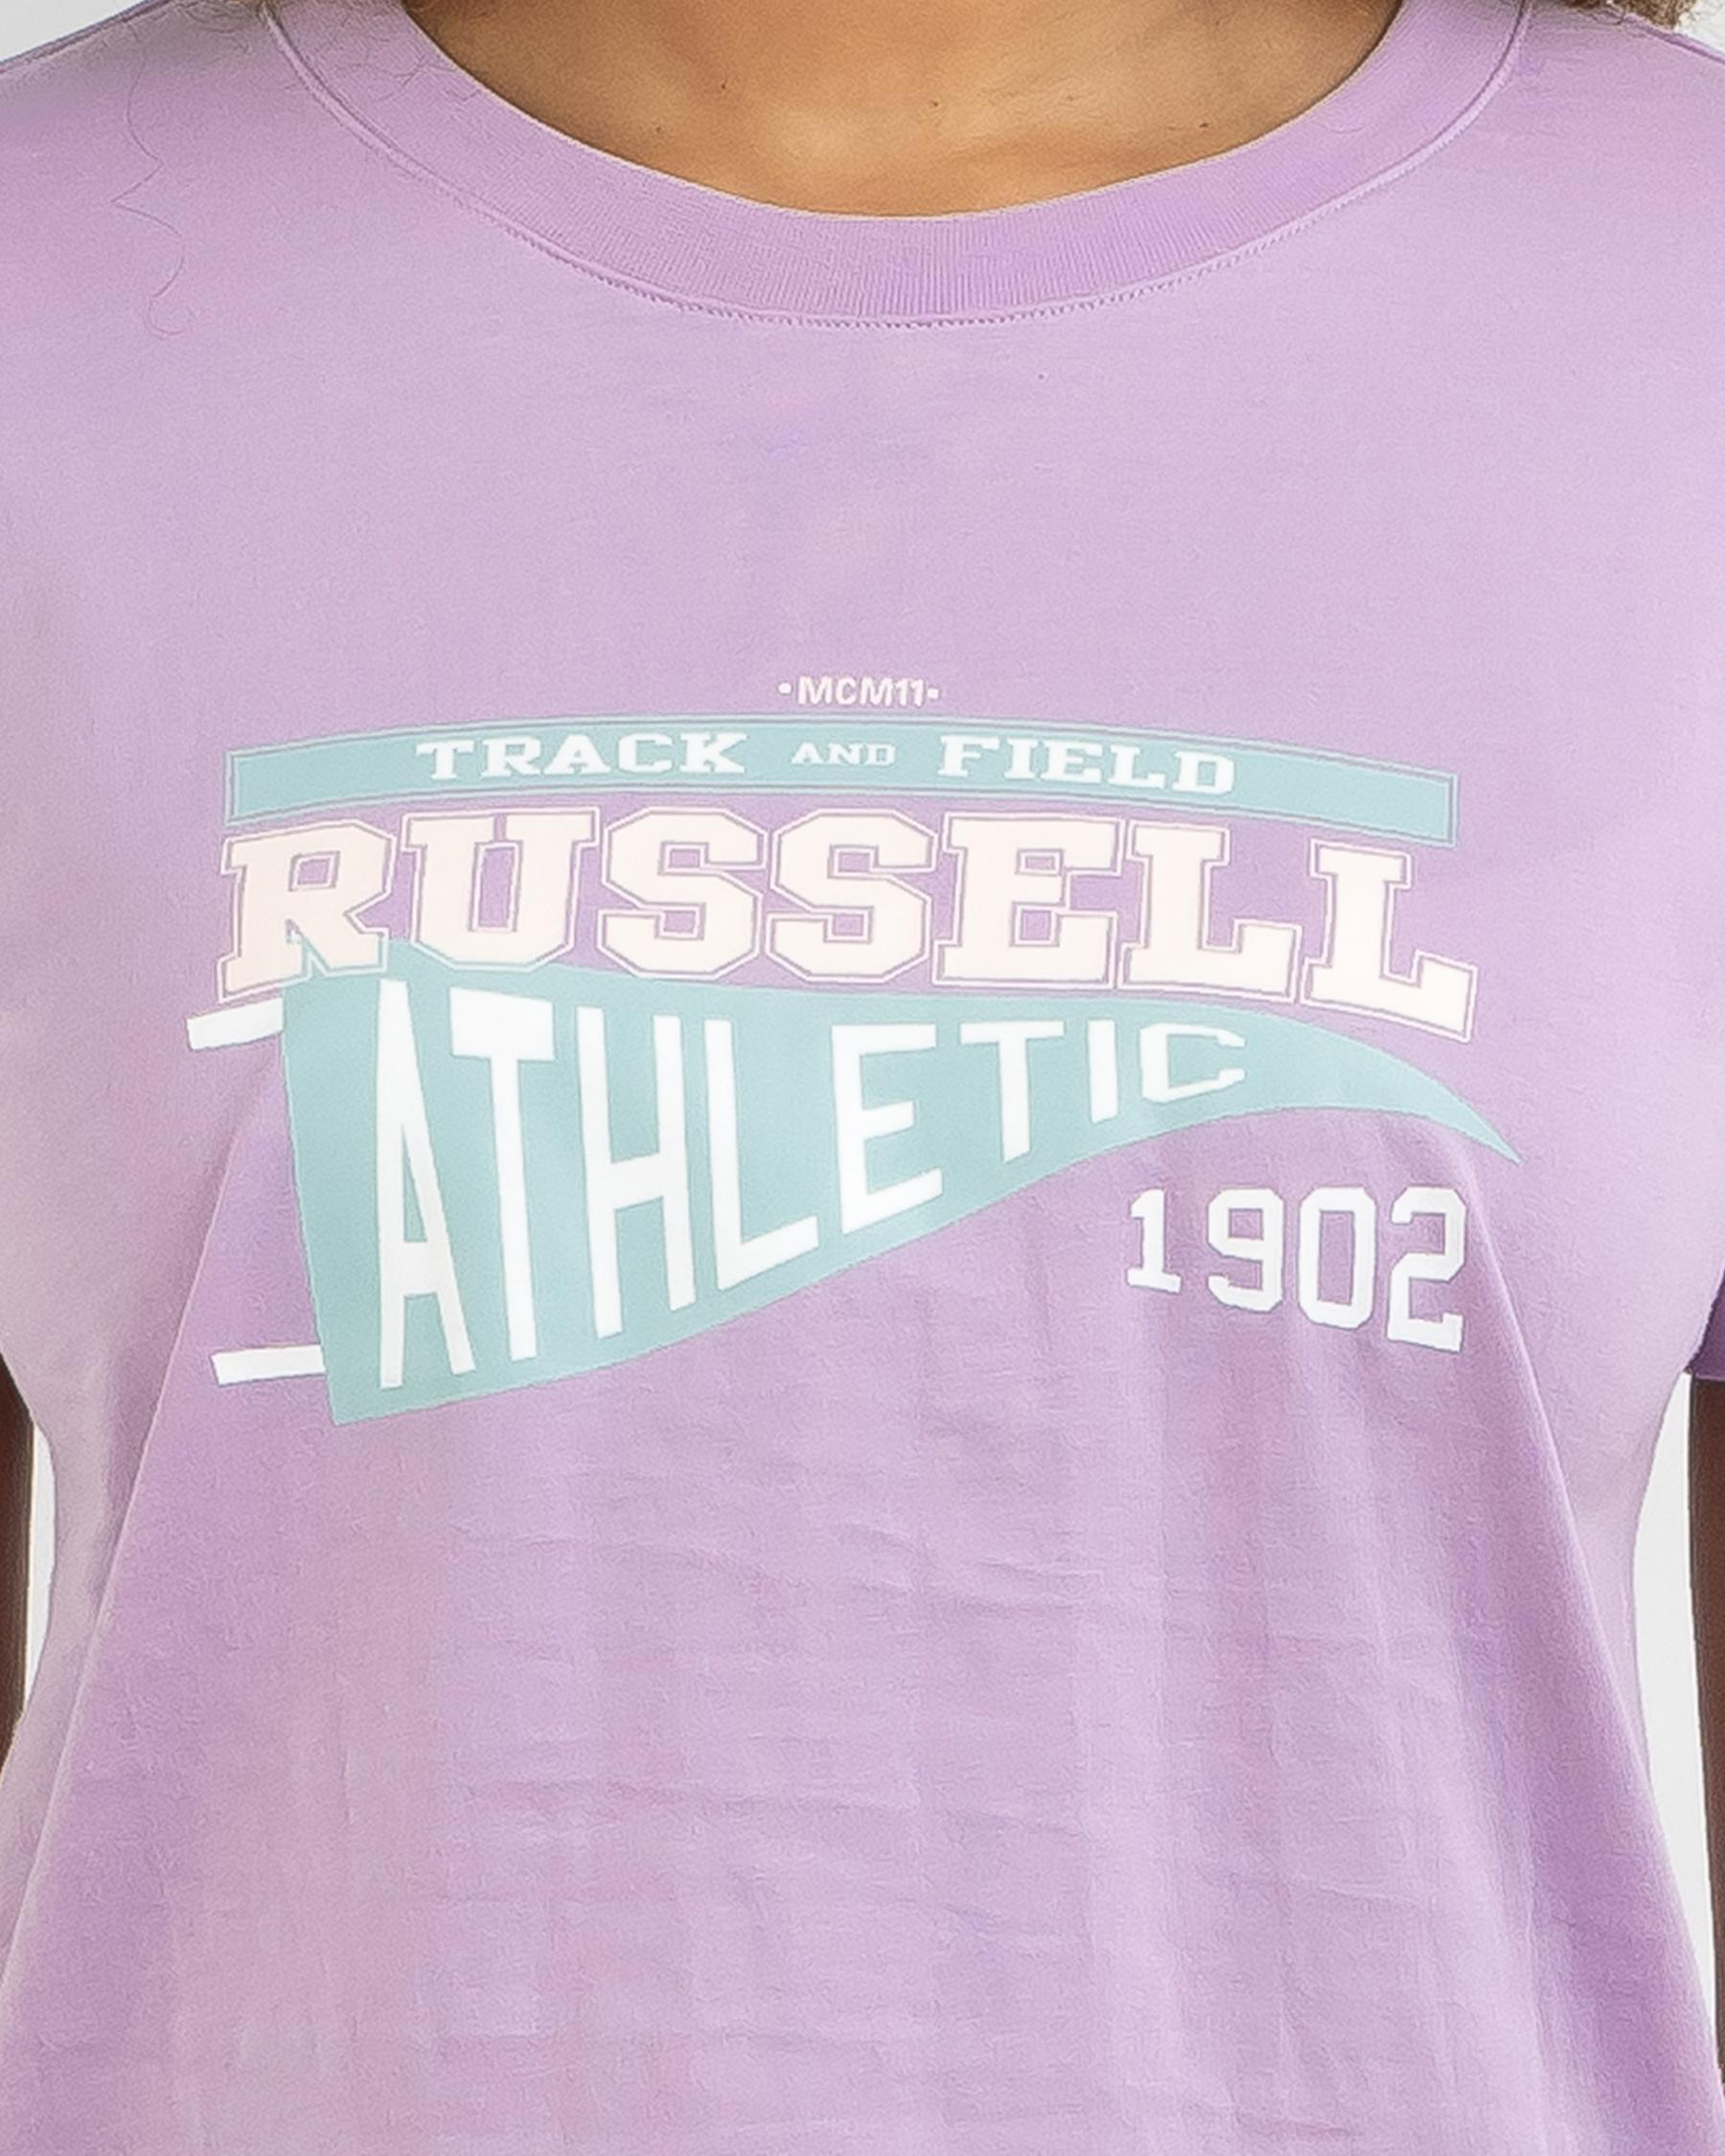 ·MCM11·
TRACK AND FIELD
RUSSELL
ATHLETIC
1902